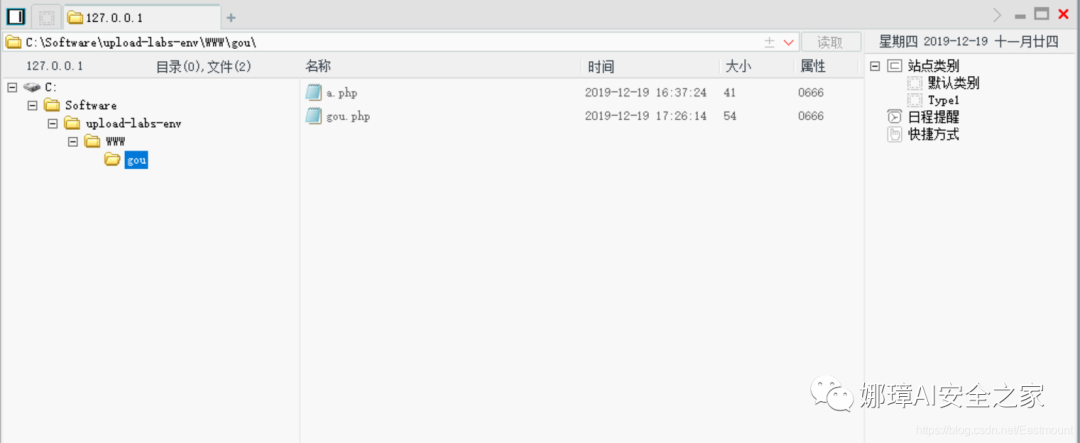 127.0.0.1
C:\Software\upload-labs-env\WWW\gou\
读取
星期四 2019-12-19 十一月廿四
127.0.0.1 目录(0),文件(2)
名称 时间 大小 属性
C:
Software
upload-labs-env
WWW
gou
a.php 2019-12-19 16:37:24 41 0666
gou.php 2019-12-19 17:26:14 54 0666
站点类别
默认类别
Type1
日程提醒
快捷方式
娜璋AI安全之家
https://blog.csdn.net/Eastmount